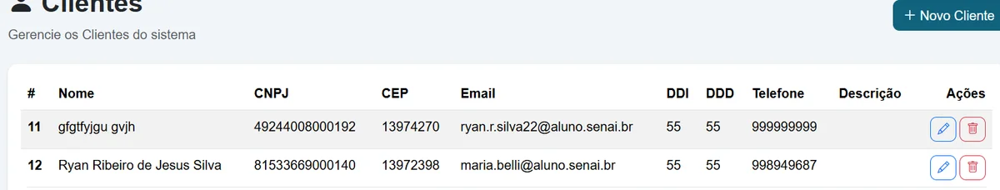 Clientes
Gerencie os Clientes do sistema
+ Novo Cliente
# Nome CNPJ CEP Email DDI DDD Telefone Descrição Ações
11 gfgtfyjgu gvjh 49244008000192 13974270 ryan.r.silva22@aluno.senai.br 55 55 999999999
12 Ryan Ribeiro de Jesus Silva 81533669000140 13972398 maria.belli@aluno.senai.br 55 55 998949687